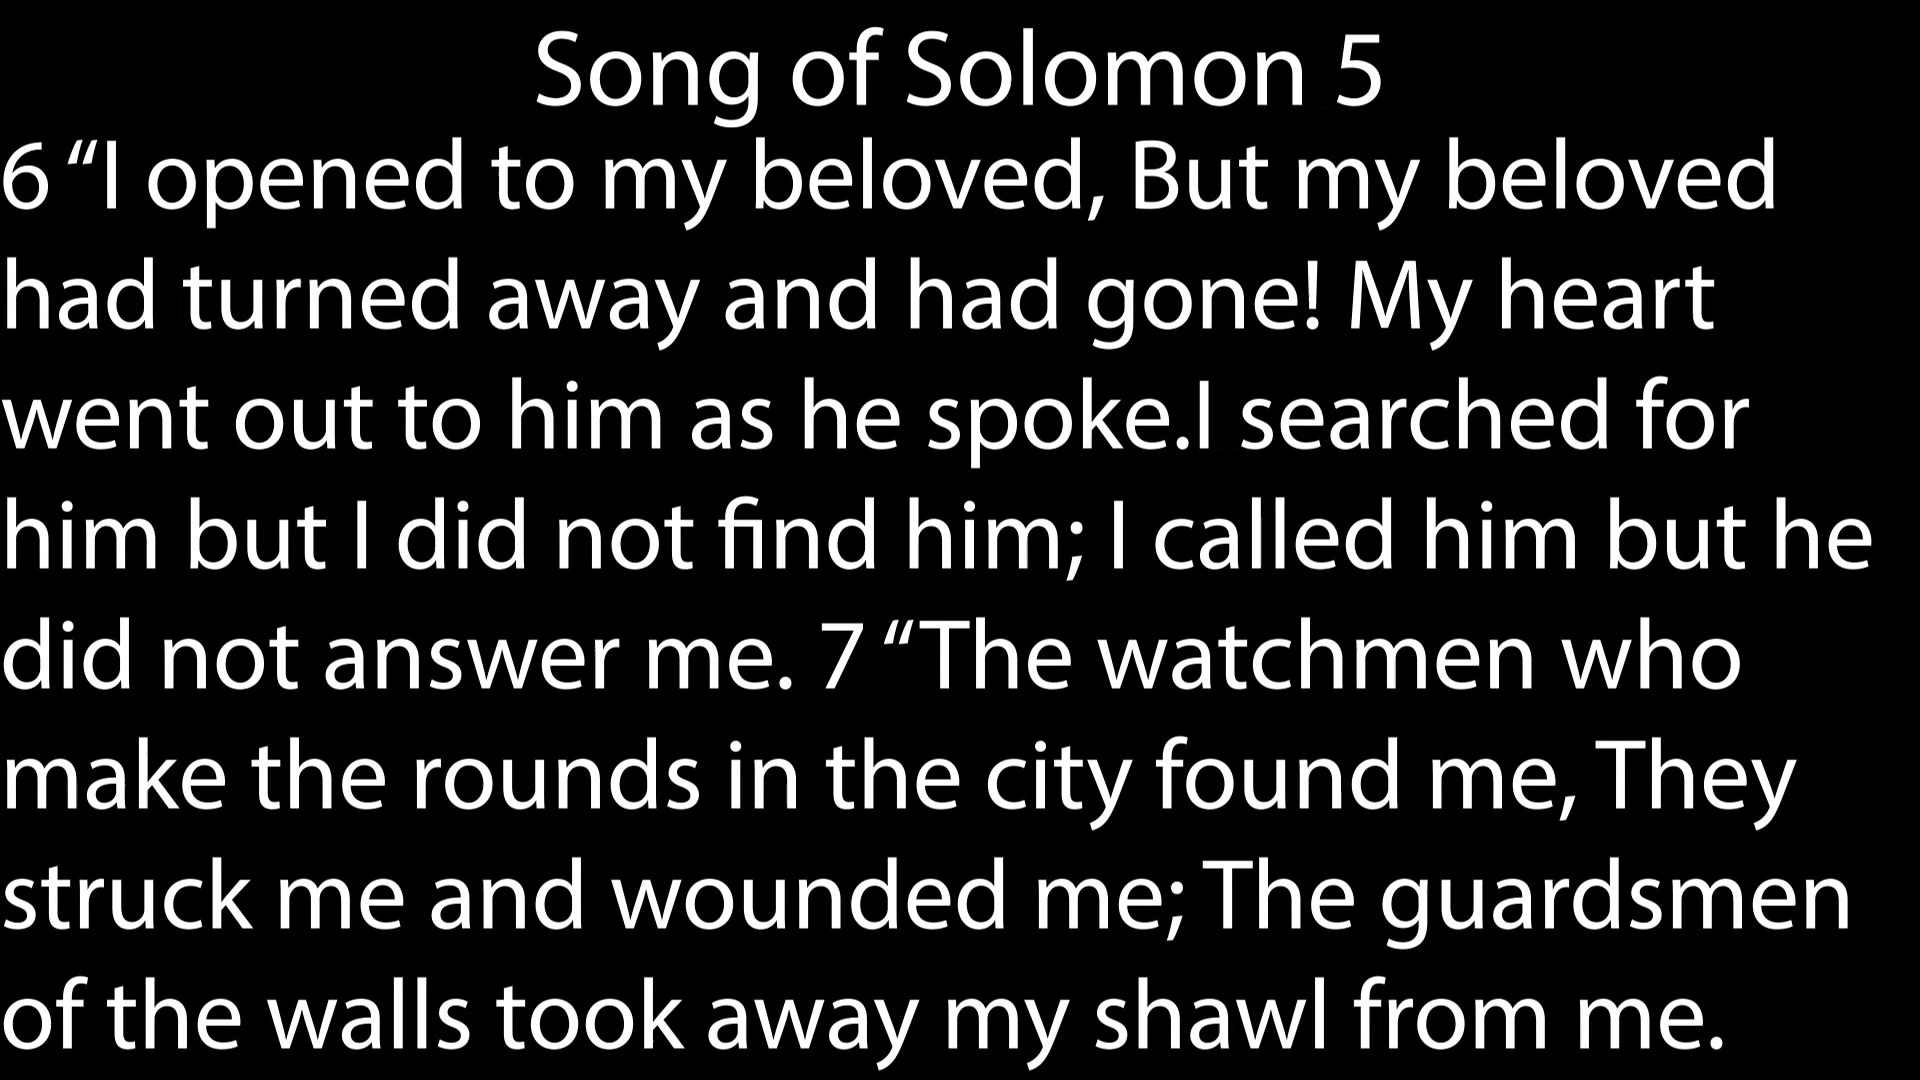 Song of Solomon 5
6 “I opened to my beloved, But my beloved
had turned away and had gone! My heart
went out to him as he spoke.I searched for
him but I did not find him; I called him but he
did not answer me. 7 “The watchmen who
make the rounds in the city found me, They
struck me and wounded me; The guardsmen
of the walls took away my shawl from me.